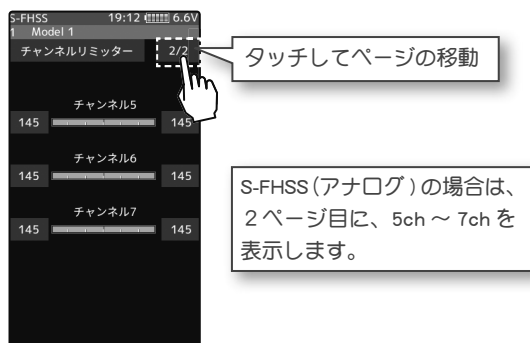 S-FHSS 19:12 6.6V
1 Model 1
チャンネルリミッター 2/2
タッチしてページの移動
チャンネル5
145 145
チャンネル6
145 145
チャンネル7
145 145
S-FHSS（アナログ）の場合は、
２ページ目に、5ch ～ 7ch を
表示します。